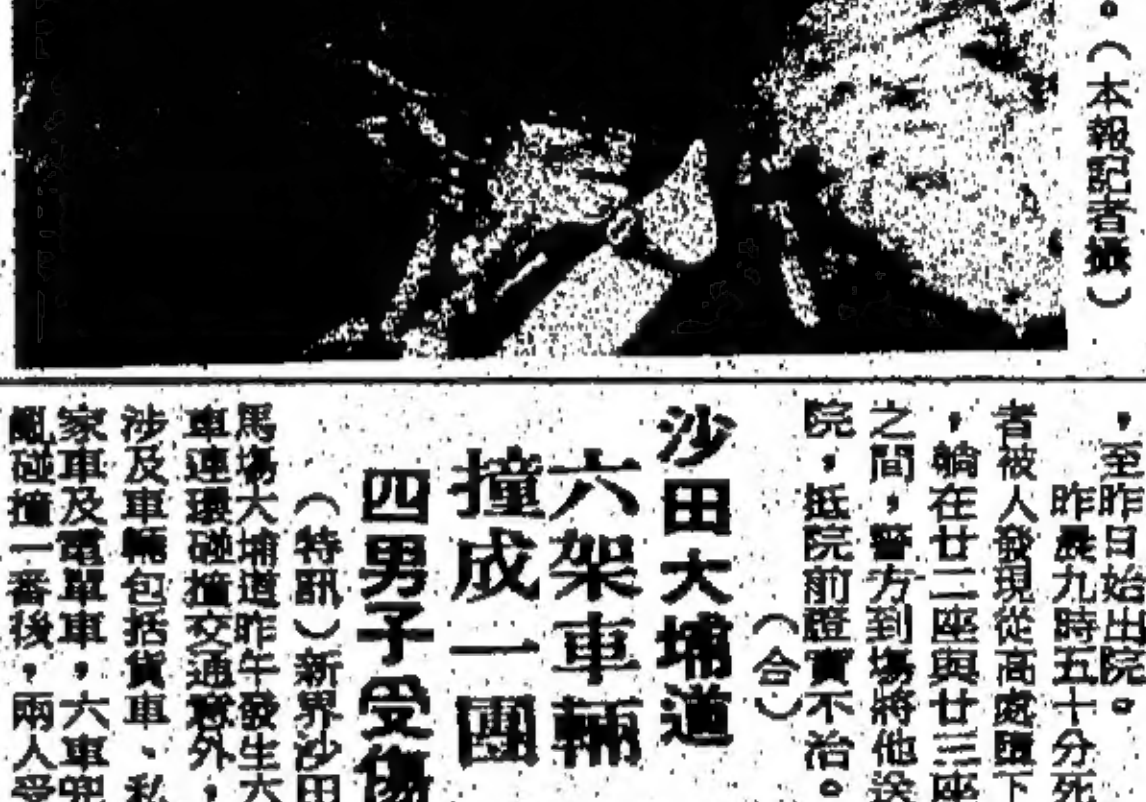 。（本報記者攝）
，至昨日始出院。
昨晨九時五十分死
者被人發現從高處墮下
，躺在廿二座與廿三座
之間，警方到場將他送
院，抵院前證實不治。
（合）
沙田大埔道
六架車輛
撞成一團
四男子受傷
（特訊）新界沙田
馬場大埔道昨午發生六
車連環碰撞交通意外，
涉及車輛包括貨車、私
家車及電單車，六車兜
亂碰撞一番後，兩人受